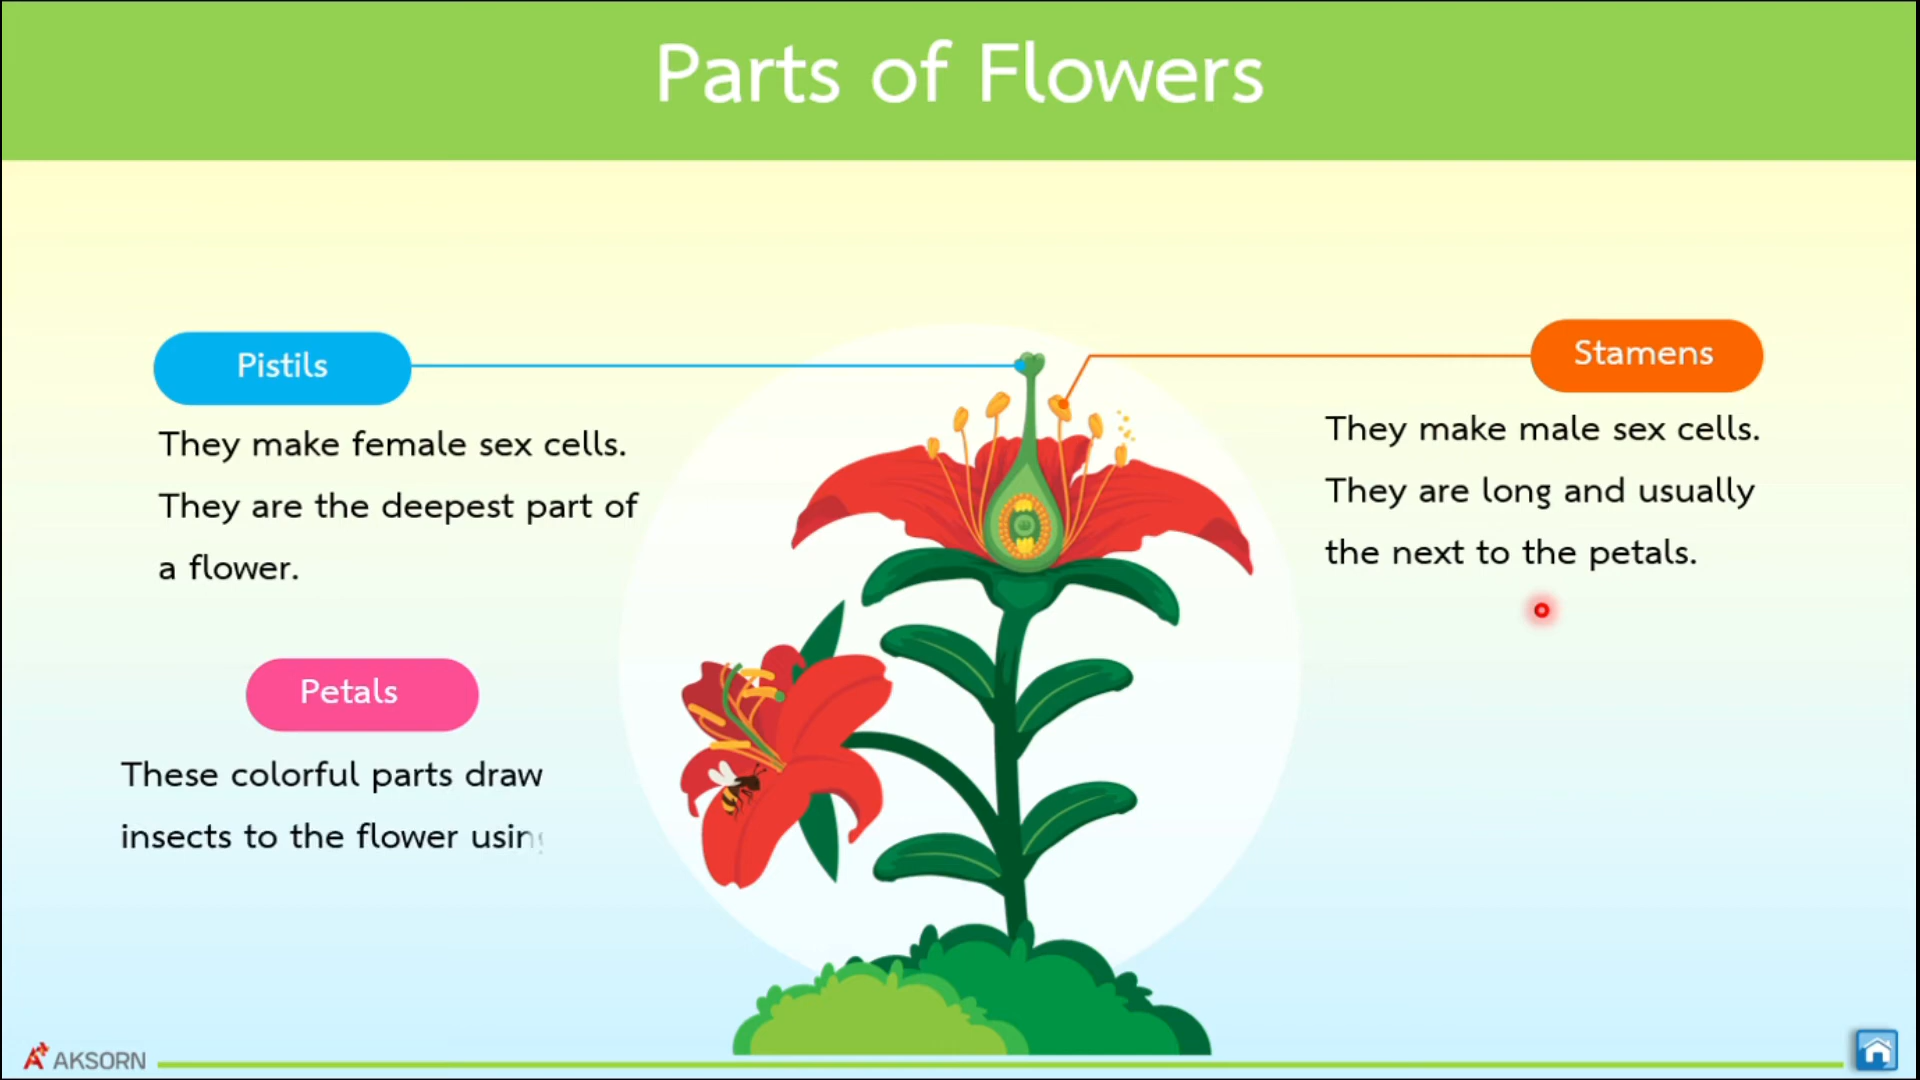 Parts of Flowers
Pistils
They make female sex cells.
They are the deepest part of
a flower.
Stamens
They make male sex cells.
They are long and usually
the next to the petals.
Petals
These colorful parts draw
insects to the flower using
AKSORN